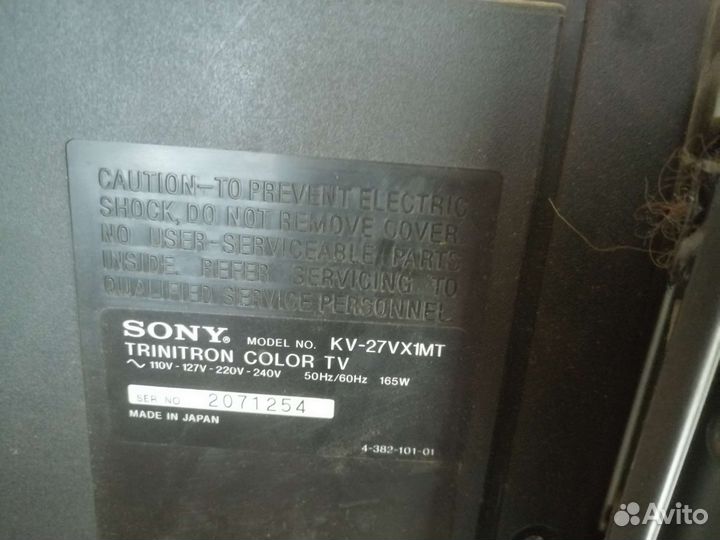 CAUTION–TO PREVENT ELECTRIC
SHOCK, DO NOT REMOVE COVER
NO USER-SERVICEABLE PARTS
INSIDE. REFER SERVICING TO
QUALIFIED SERVICE PERSONNEL
SONY® MODEL NO. KV-27VX1MT
TRINITRON COLOR TV
~ 110V-127V-220V-240V 50Hz/60Hz 165W
SER NO 2071254
MADE IN JAPAN
4-382-101-01
Avito